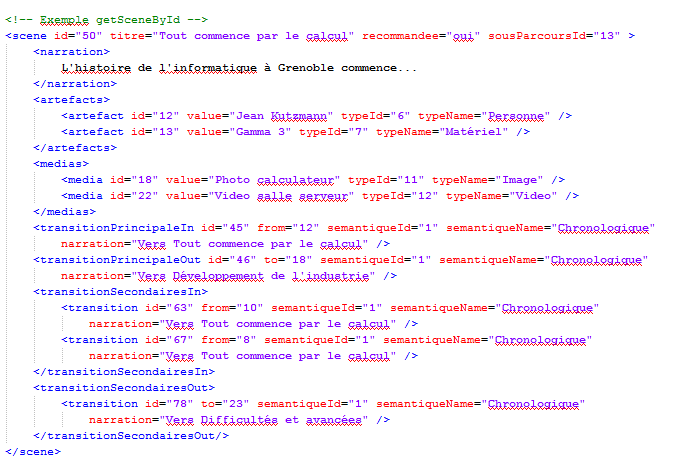 <!-- Exemple getSceneById -->
<scene id="50" titre="Tout commence par le calcul" recommandee="oui" sousParcoursId="13" >
<narration>
L'histoire de l'informatique à Grenoble commence...
</narration>
<artefacts>
<artefact id="12" value="Jean Kutzmann" typeId="6" typeName="Personne" />
<artefact id="13" value="Gamma 3" typeId="7" typeName="Matériel" />
</artefacts>
<medias>
<media id="18" value="Photo calculateur" typeId="11" typeName="Image" />
<media id="22" value="Video salle serveur" typeId="12" typeName="Video" />
</medias>
<transitionPrincipaleIn id="45" from="12" semantiqueId="1" semantiqueName="Chronologique"
narration="Vers Tout commence par le calcul" />
<transitionPrincipaleOut id="46" to="18" semantiqueId="1" semantiqueName="Chronologique"
narration="Vers Développement de l'industrie" />
<transitionSecondairesIn>
<transition id="63" from="10" semantiqueId="1" semantiqueName="Chronologique"
narration="Vers Tout commence par le calcul" />
<transition id="67" from="8" semantiqueId="1" semantiqueName="Chronologique"
narration="Vers Tout commence par le calcul" />
</transitionSecondairesIn>
<transitionSecondairesOut>
<transition id="78" to="23" semantiqueId="1" semantiqueName="Chronologique"
narration="Vers Difficultés et avancées" />
</transitionSecondairesOut/>
</scene>